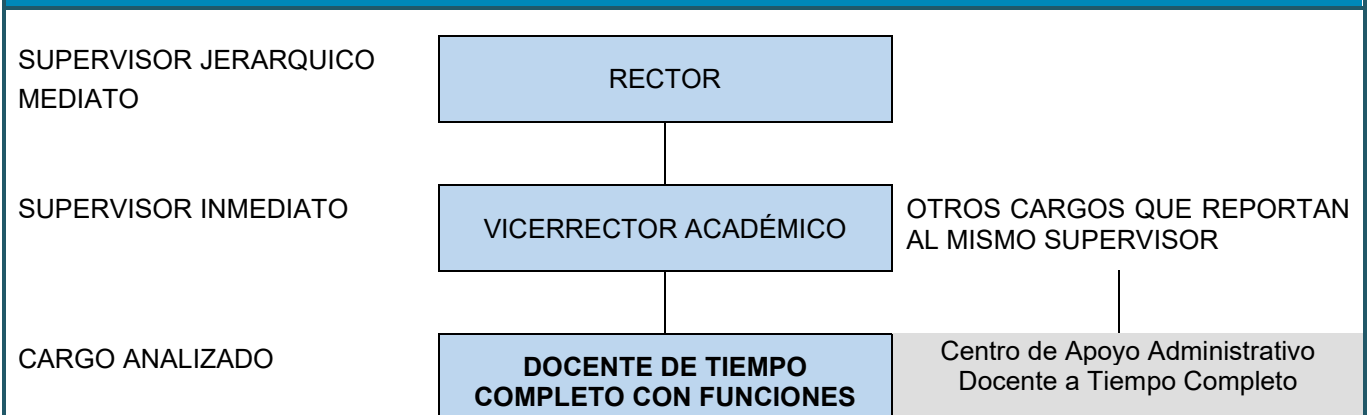 SUPERVISOR JERARQUICO
MEDIATO
RECTOR
SUPERVISOR INMEDIATO
VICERRECTOR ACADÉMICO
OTROS CARGOS QUE REPORTAN
AL MISMO SUPERVISOR
CARGO ANALIZADO
DOCENTE DE TIEMPO
COMPLETO CON FUNCIONES
Centro de Apoyo Administrativo
Docente a Tiempo Completo